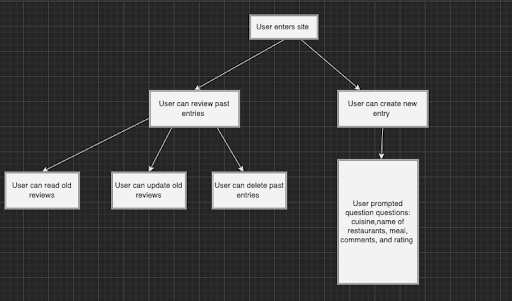 User enters site
User can review past
entries
User can create new
entry
User can read old
reviews
User can update old
reviews
User can delete past
entries
User prompted
question questions:
cuisine,name of
restaurants, meal,
comments, and rating